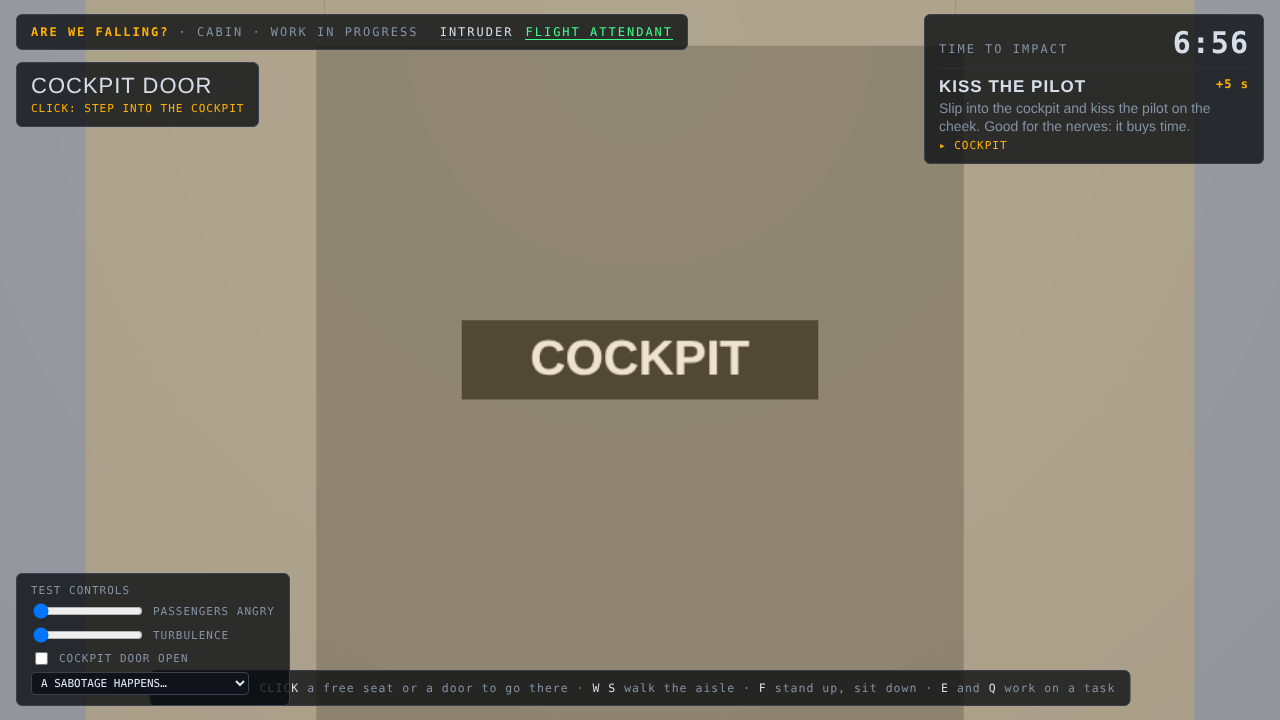 ARE WE FALLING? · CABIN · WORK IN PROGRESS INTRUDER FLIGHT ATTENDANT
COCKPIT DOOR
CLICK: STEP INTO THE COCKPIT
TIME TO IMPACT 6:56
KISS THE PILOT +5 s
Slip into the cockpit and kiss the pilot on the
cheek. Good for the nerves: it buys time.
▸ COCKPIT
COCKPIT
TEST CONTROLS
PASSENGERS ANGRY
TURBULENCE
COCKPIT DOOR OPEN
A SABOTAGE HAPPENS…
CLICK a free seat or a door to go there · W S walk the aisle · F stand up, sit down · E and Q work on a task